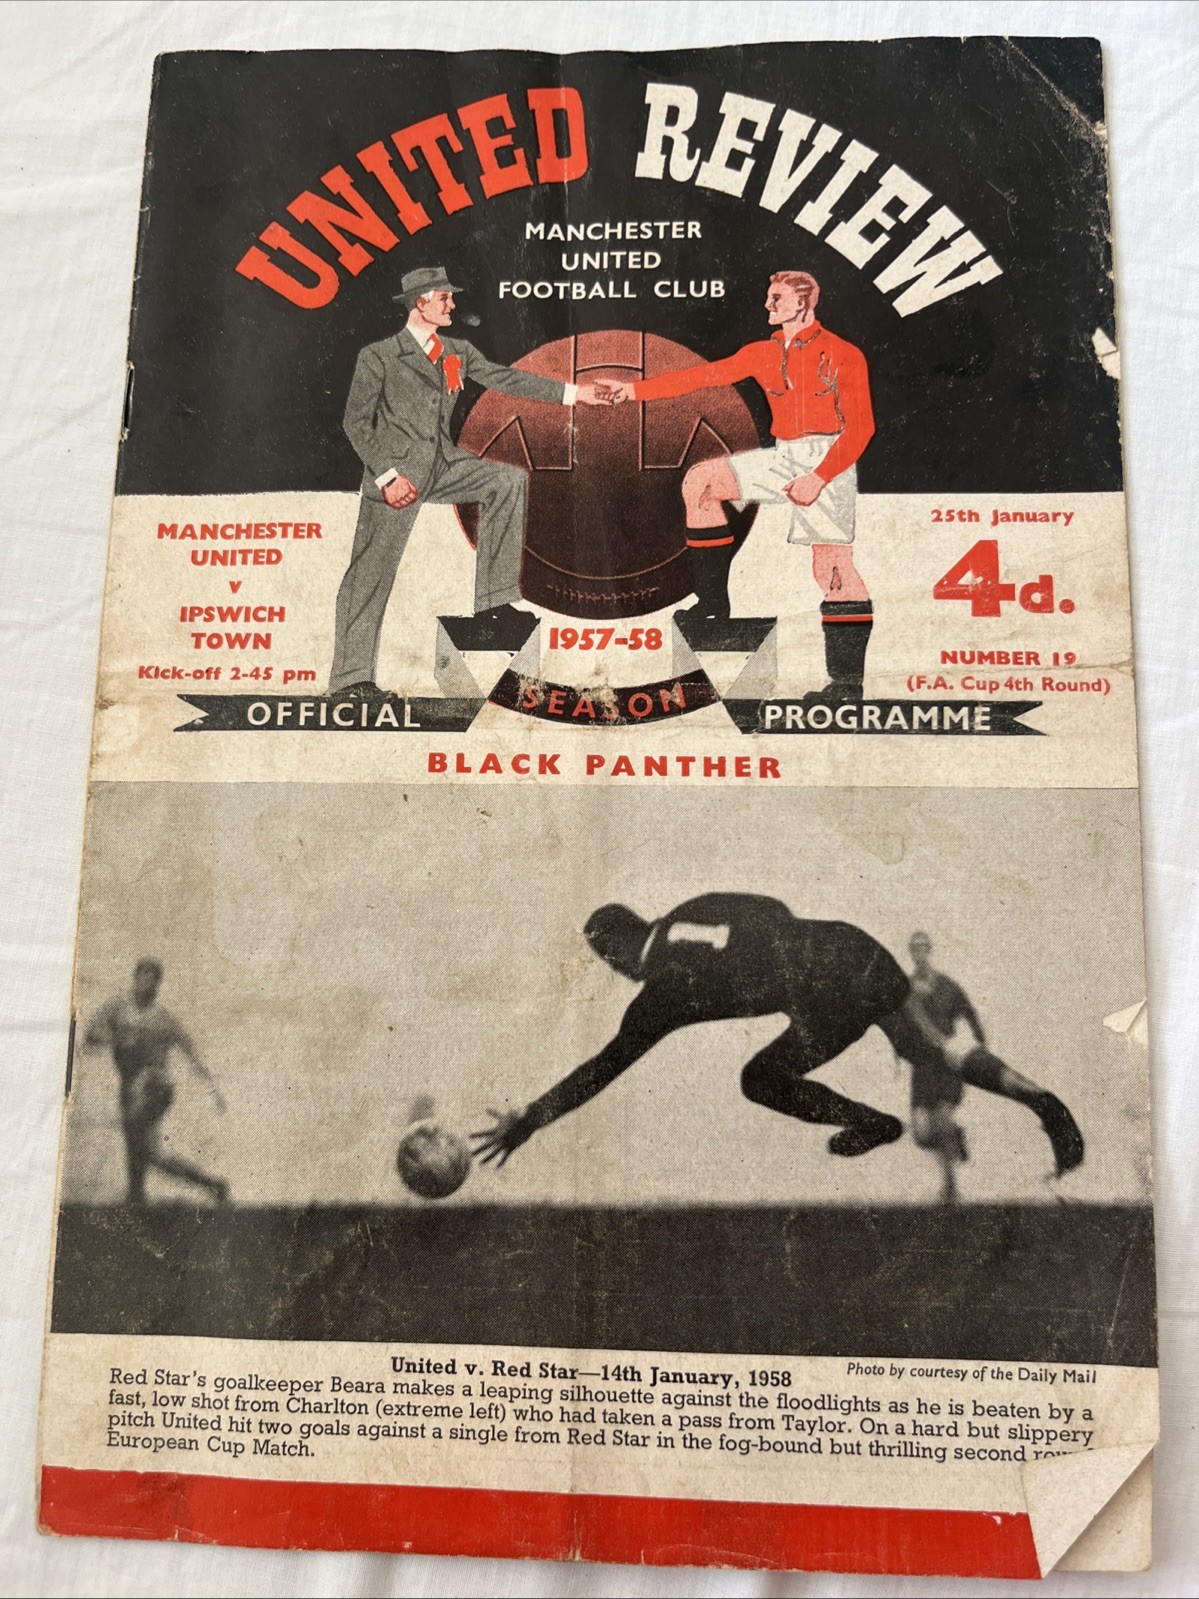 UNITED REVIEW
MANCHESTER
UNITED
FOOTBALL CLUB
MANCHESTER
UNITED
v
IPSWICH
TOWN
Kick-off 2-45 pm
25th January
4d.
NUMBER 19
(F.A. Cup 4th Round)
1957-58
OFFICIAL SEASON PROGRAMME
BLACK PANTHER
1
United v. Red Star—14th January, 1958
Photo by courtesy of the Daily Mail
Red Star's goalkeeper Beara makes a leaping silhouette against the floodlights as he is beaten by a
fast, low shot from Charlton (extreme left) who had taken a pass from Taylor. On a hard but slippery
pitch United hit two goals against a single from Red Star in the fog-bound but thrilling second
European Cup Match.